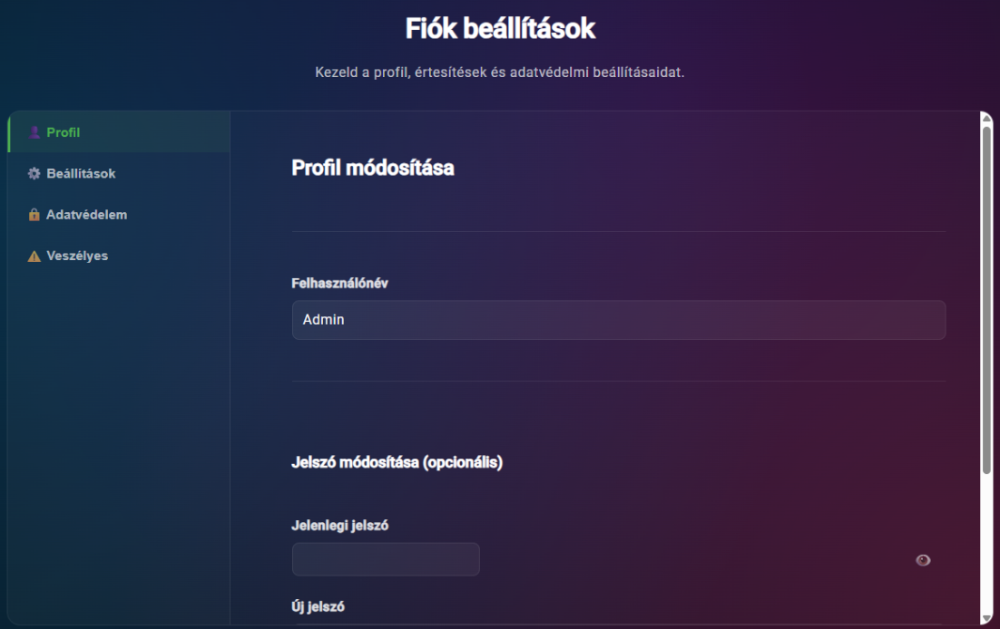 Fiók beállítások
Kezeld a profil, értesítések és adatvédelmi beállításaidat.
Profil
Beállítások
Adatvédelem
Veszélyes
Profil módosítása
Felhasználónév
Admin
Jelszó módosítása (opcionális)
Jelenlegi jelszó
Új jelszó